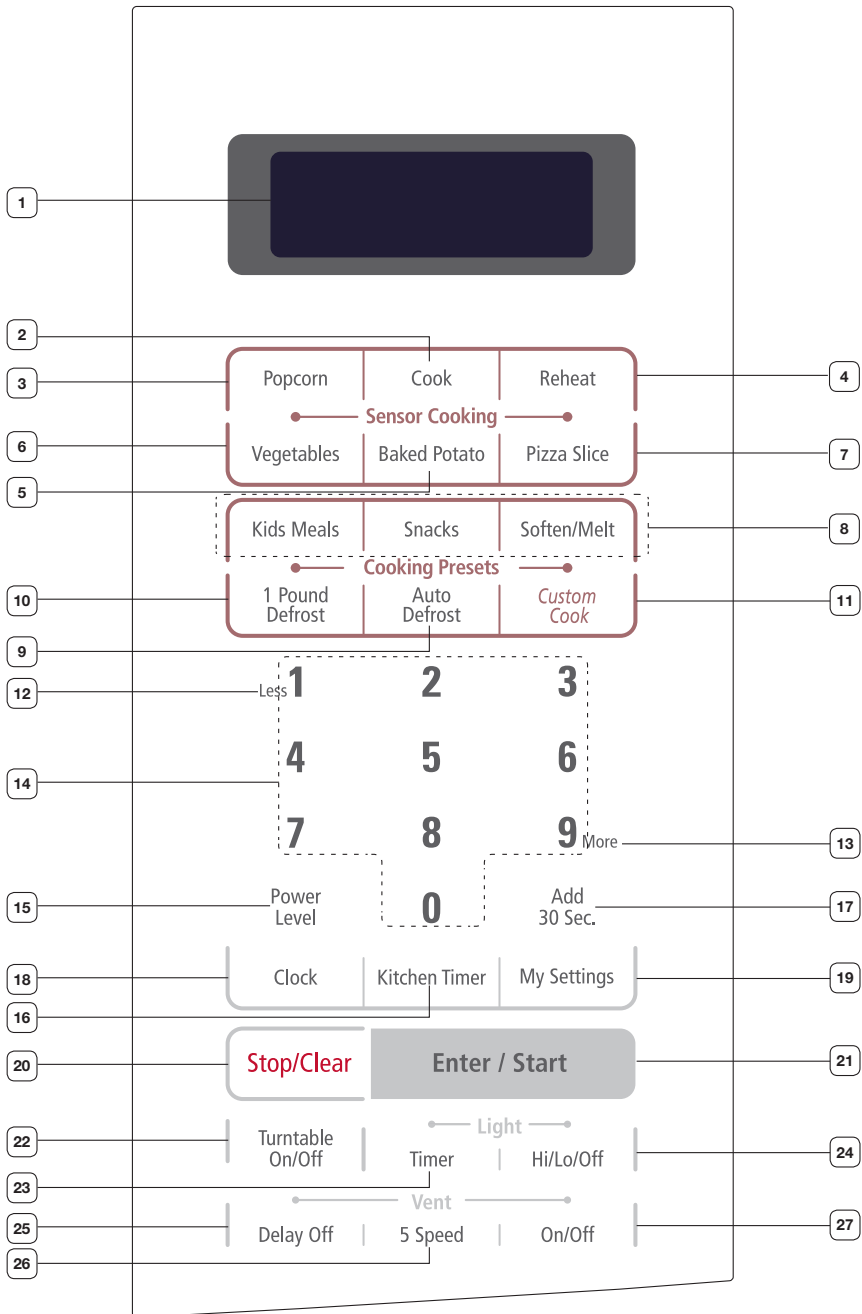 1
2
3
Popcorn Cook Reheat
4
Sensor Cooking
6
Vegetables Baked Potato Pizza Slice
7
5
Kids Meals Snacks Soften/Melt
8
Cooking Presets
10
1 Pound Defrost
Auto Defrost
Custom Cook
11
9
12
Less 1 2 3
14
4 5 6
7 8 9 More
13
15
Power Level
0
Add 30 Sec.
17
18
Clock Kitchen Timer My Settings
19
16
20
Stop/Clear Enter / Start
21
22
Turntable On/Off
Light
Timer Hi/Lo/Off
24
23
Vent
25
Delay Off 5 Speed On/Off
27
26